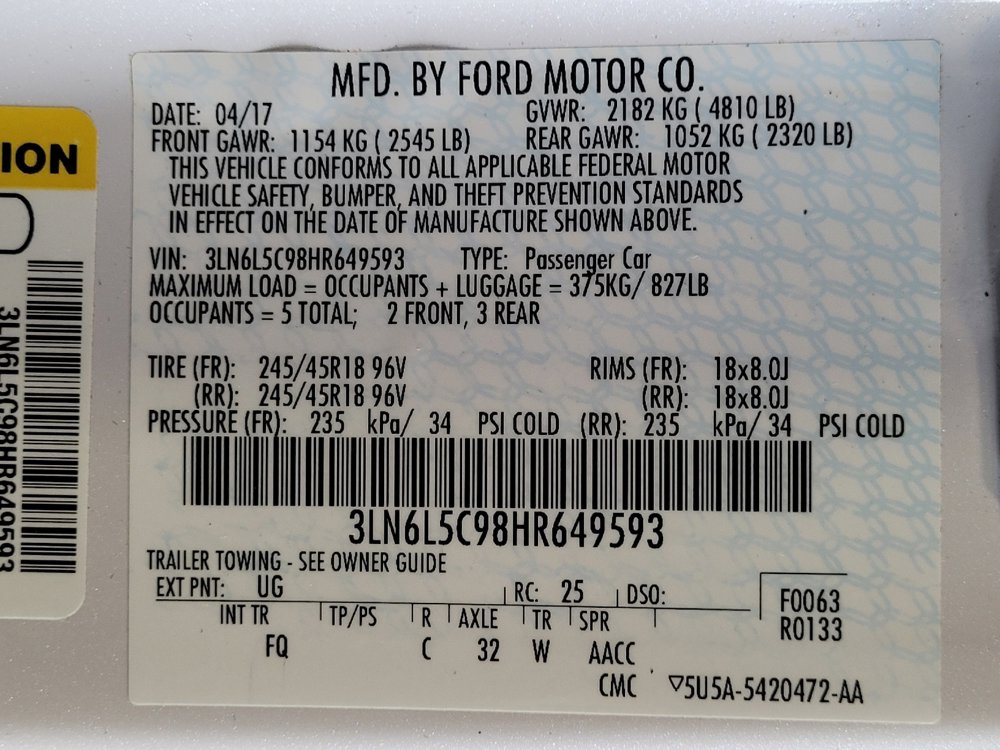 MFD. BY FORD MOTOR CO.
DATE: 04/17 GVWR: 2182 KG ( 4810 LB)
FRONT GAWR: 1154 KG ( 2545 LB) REAR GAWR: 1052 KG ( 2320 LB)
THIS VEHICLE CONFORMS TO ALL APPLICABLE FEDERAL MOTOR
VEHICLE SAFETY, BUMPER, AND THEFT PREVENTION STANDARDS
IN EFFECT ON THE DATE OF MANUFACTURE SHOWN ABOVE.
VIN: 3LN6L5C98HR649593 TYPE: Passenger Car
MAXIMUM LOAD = OCCUPANTS + LUGGAGE = 375KG/ 827LB
OCCUPANTS = 5 TOTAL; 2 FRONT, 3 REAR
TIRE (FR): 245/45R18 96V RIMS (FR): 18x8.0J
(RR): 245/45R18 96V (RR): 18x8.0J
PRESSURE (FR): 235 kPa/ 34 PSI COLD (RR): 235 kPa/ 34 PSI COLD
3LN6L5C98HR649593
TRAILER TOWING - SEE OWNER GUIDE
EXT PNT: UG RC: 25 DSO:
INT TR TP/PS R AXLE TR SPR
FQ C 32 W AACC
F0063
R0133
CMC ▽5U5A-5420472-AA
ION
3LN6L5C98HR649593